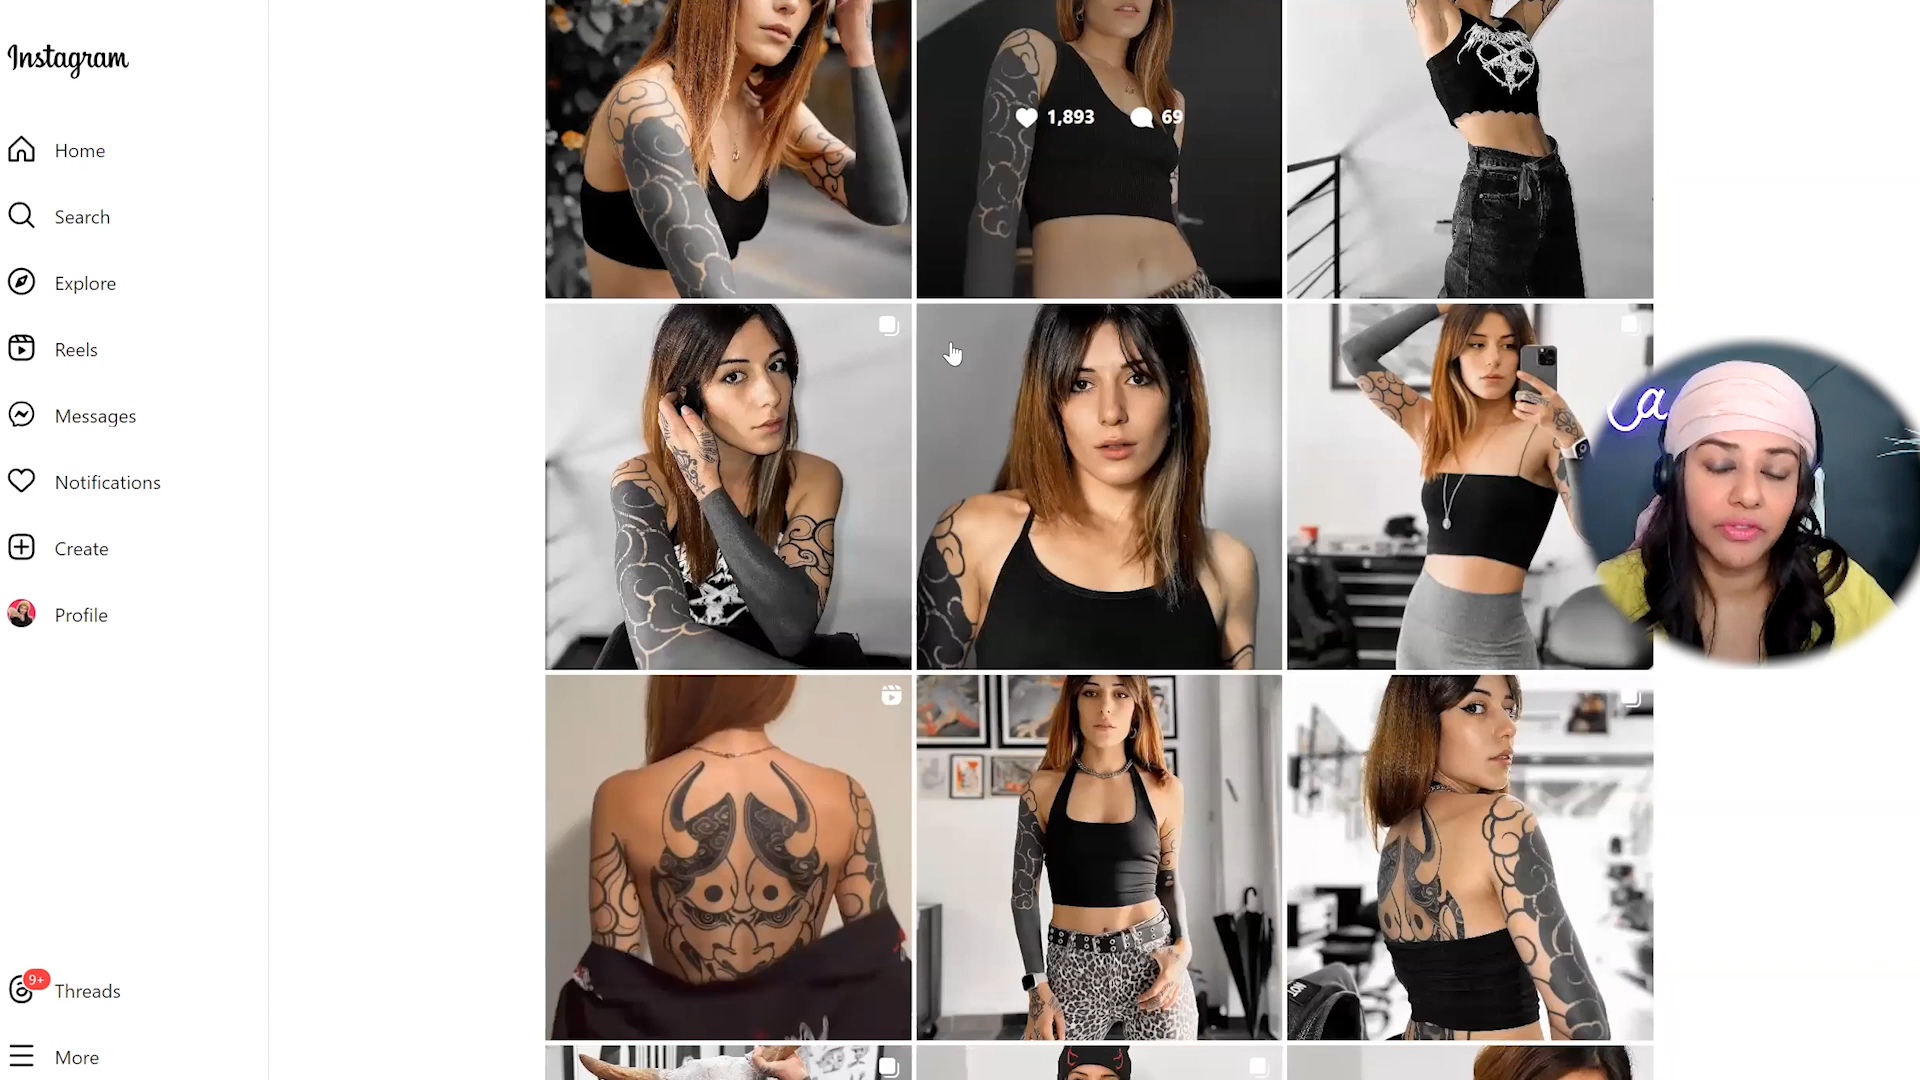 Instagram
Home
Search
Explore
Reels
Messages
Notifications
Create
Profile
9+
Threads
More
1,893
69